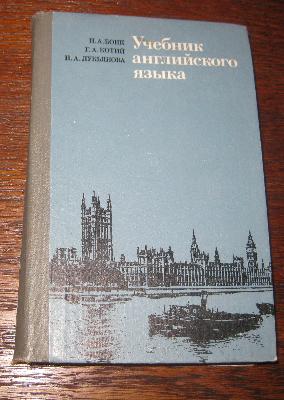 Н. А. БОНК
Г. А. КОТИЙ
Н. А. ЛУКЬЯНОВА
Учебник
английского
языка